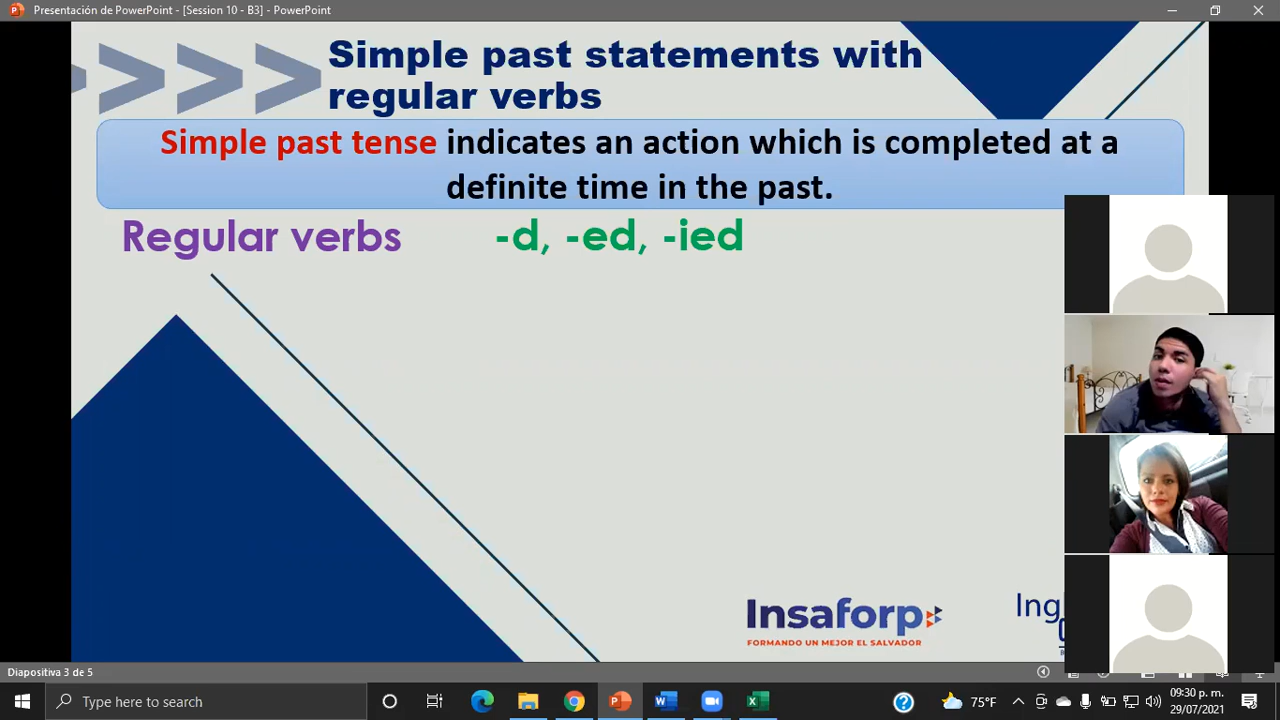 Presentación de PowerPoint - [Session 10 - B3] - PowerPoint
Simple past statements with
regular verbs
Simple past tense indicates an action which is completed at a
definite time in the past.
Regular verbs -d, -ed, -ied
Insaforp
FORMANDO UN MEJOR EL SALVADOR
Ing
Diapositiva 3 de 5
Type here to search
75°F
09:30 p. m.
29/07/2021